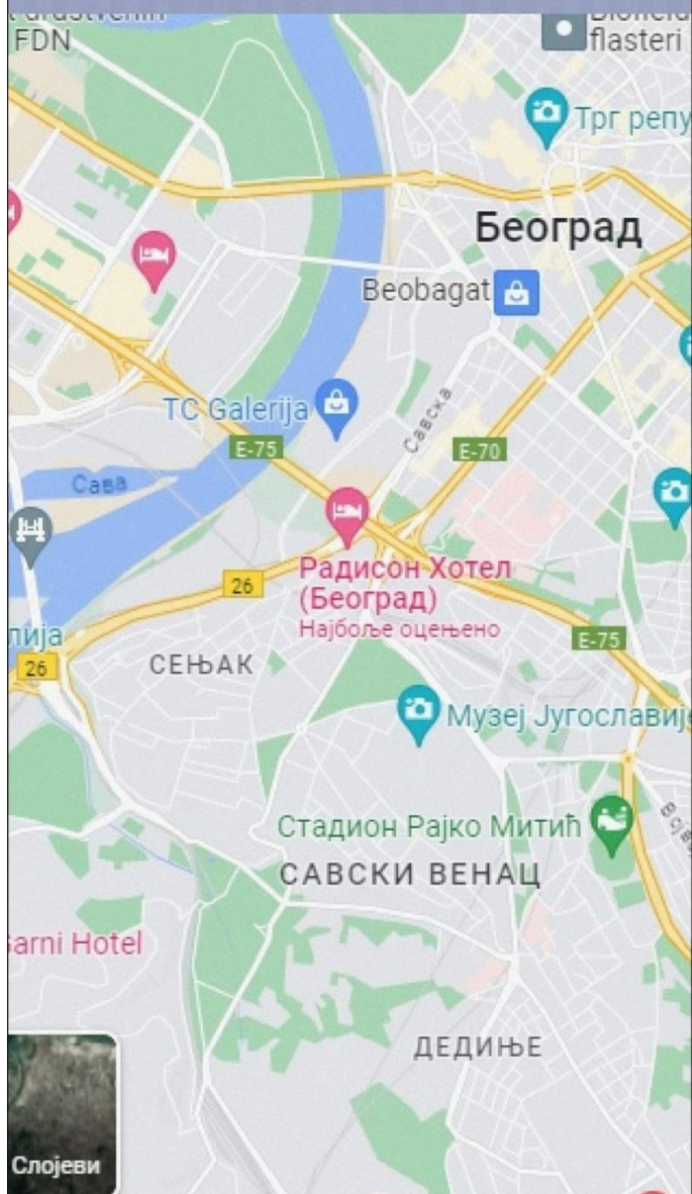 FDN
flasteri
Трг репу
Београд
Beobagat
TC Galerija
Савска
E-75
E-70
Сава
Радисон Хотел
(Београд)
Најбоље оцењено
26
E-75
лија
26
СЕЊАК
Музеј Југославиј
Стадион Рајко Митић
САВСКИ ВЕНАЦ
arni Hotel
ДЕДИЊЕ
Слојеви